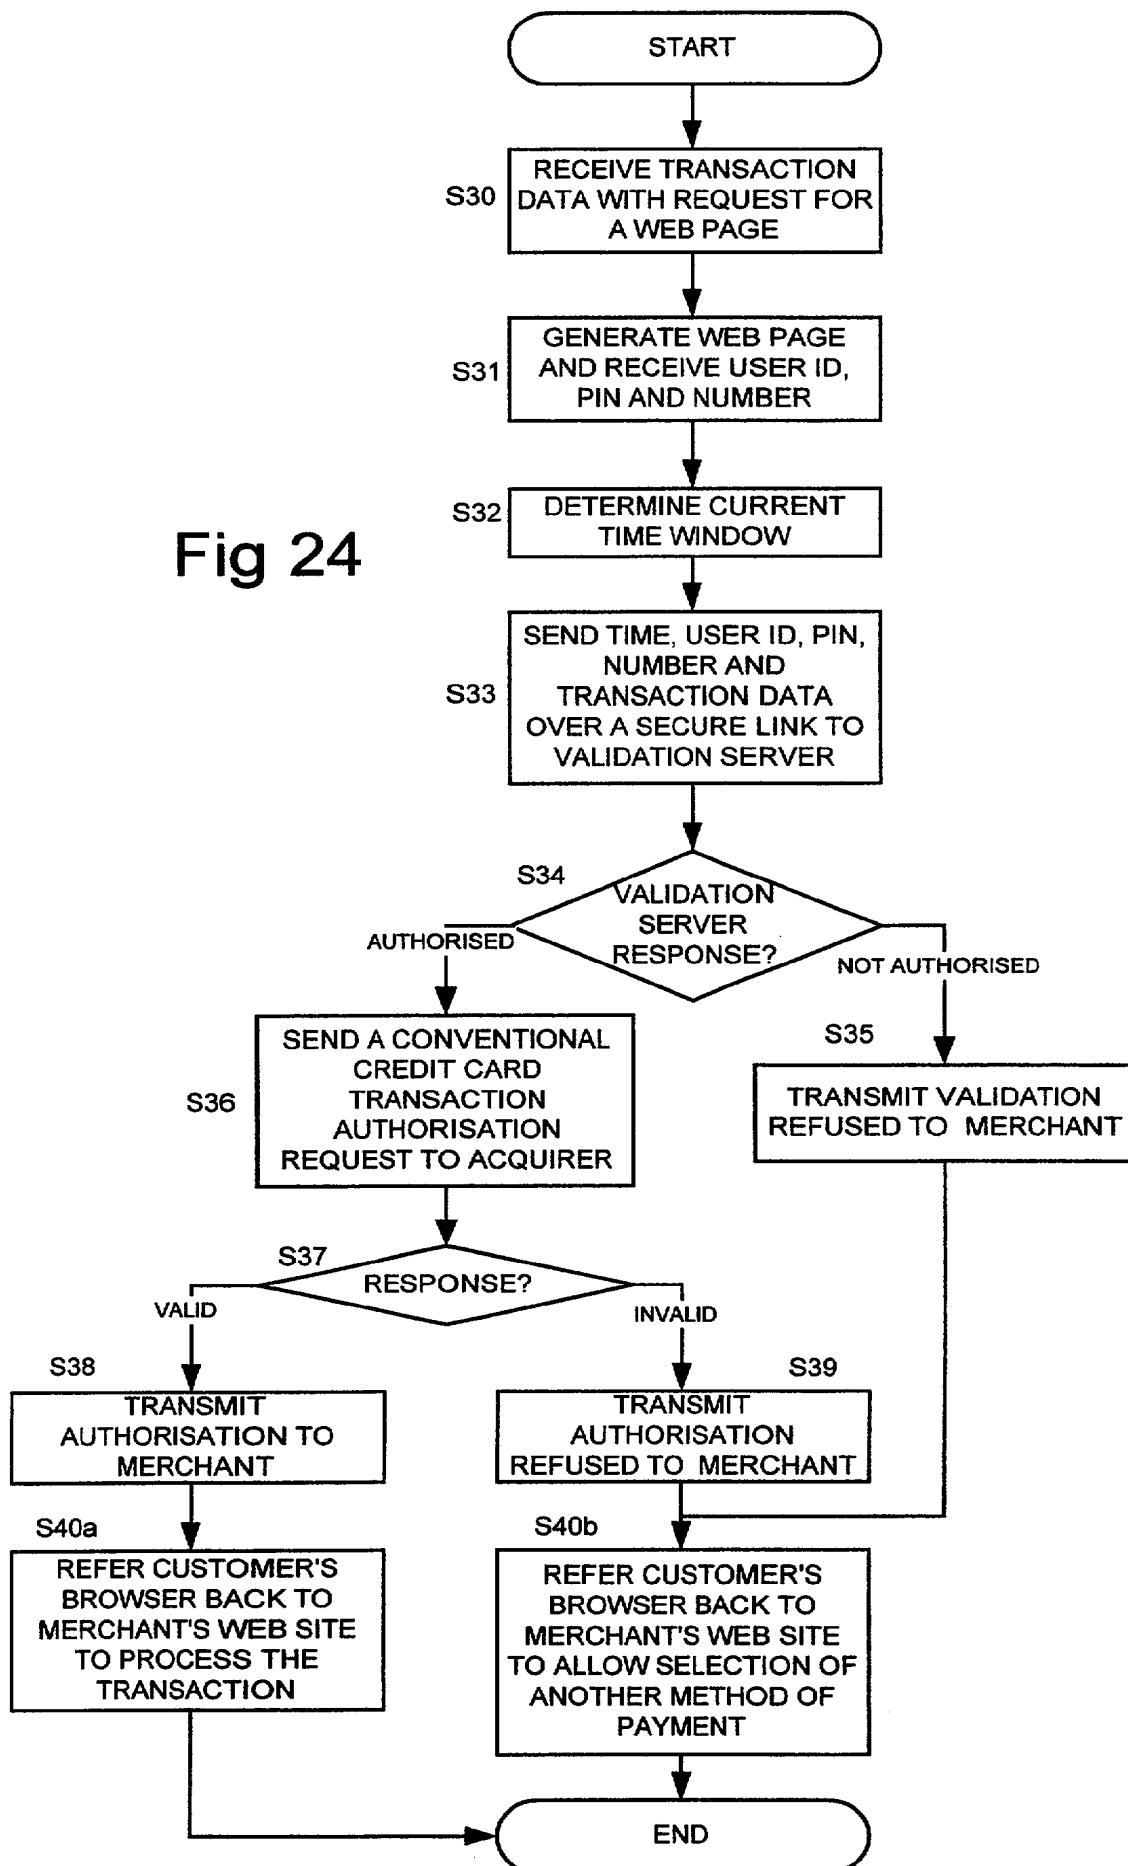 START
S30
RECEIVE TRANSACTION
DATA WITH REQUEST FOR
A WEB PAGE
S31
GENERATE WEB PAGE
AND RECEIVE USER ID,
PIN AND NUMBER
S32
DETERMINE CURRENT
TIME WINDOW
Fig 24
S33
SEND TIME, USER ID, PIN,
NUMBER AND
TRANSACTION DATA
OVER A SECURE LINK TO
VALIDATION SERVER
S34
VALIDATION
SERVER
RESPONSE?
AUTHORISED
NOT AUTHORISED
S36
SEND A CONVENTIONAL
CREDIT CARD
TRANSACTION
AUTHORISATION
REQUEST TO ACQUIRER
S35
TRANSMIT VALIDATION
REFUSED TO MERCHANT
S37
RESPONSE?
VALID
INVALID
S38
TRANSMIT
AUTHORISATION TO
MERCHANT
S39
TRANSMIT
AUTHORISATION
REFUSED TO MERCHANT
S40a
REFER CUSTOMER'S
BROWSER BACK TO
MERCHANT'S WEB SITE
TO PROCESS THE
TRANSACTION
S40b
REFER CUSTOMER'S
BROWSER BACK TO
MERCHANT'S WEB SITE
TO ALLOW SELECTION OF
ANOTHER METHOD OF
PAYMENT
END